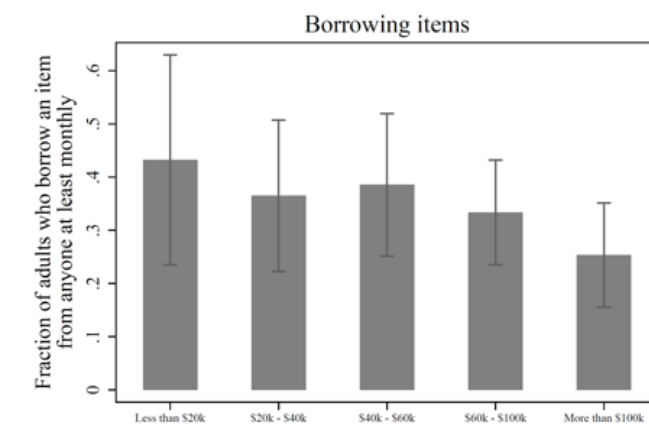 Borrowing items
Fraction of adults who borrow an item
from anyone at least monthly
.6
.5
.4
.3
.2
.1
0
Less than $20k
$20k - $40k
$40k - $60k
$60k - $100k
More than $100k